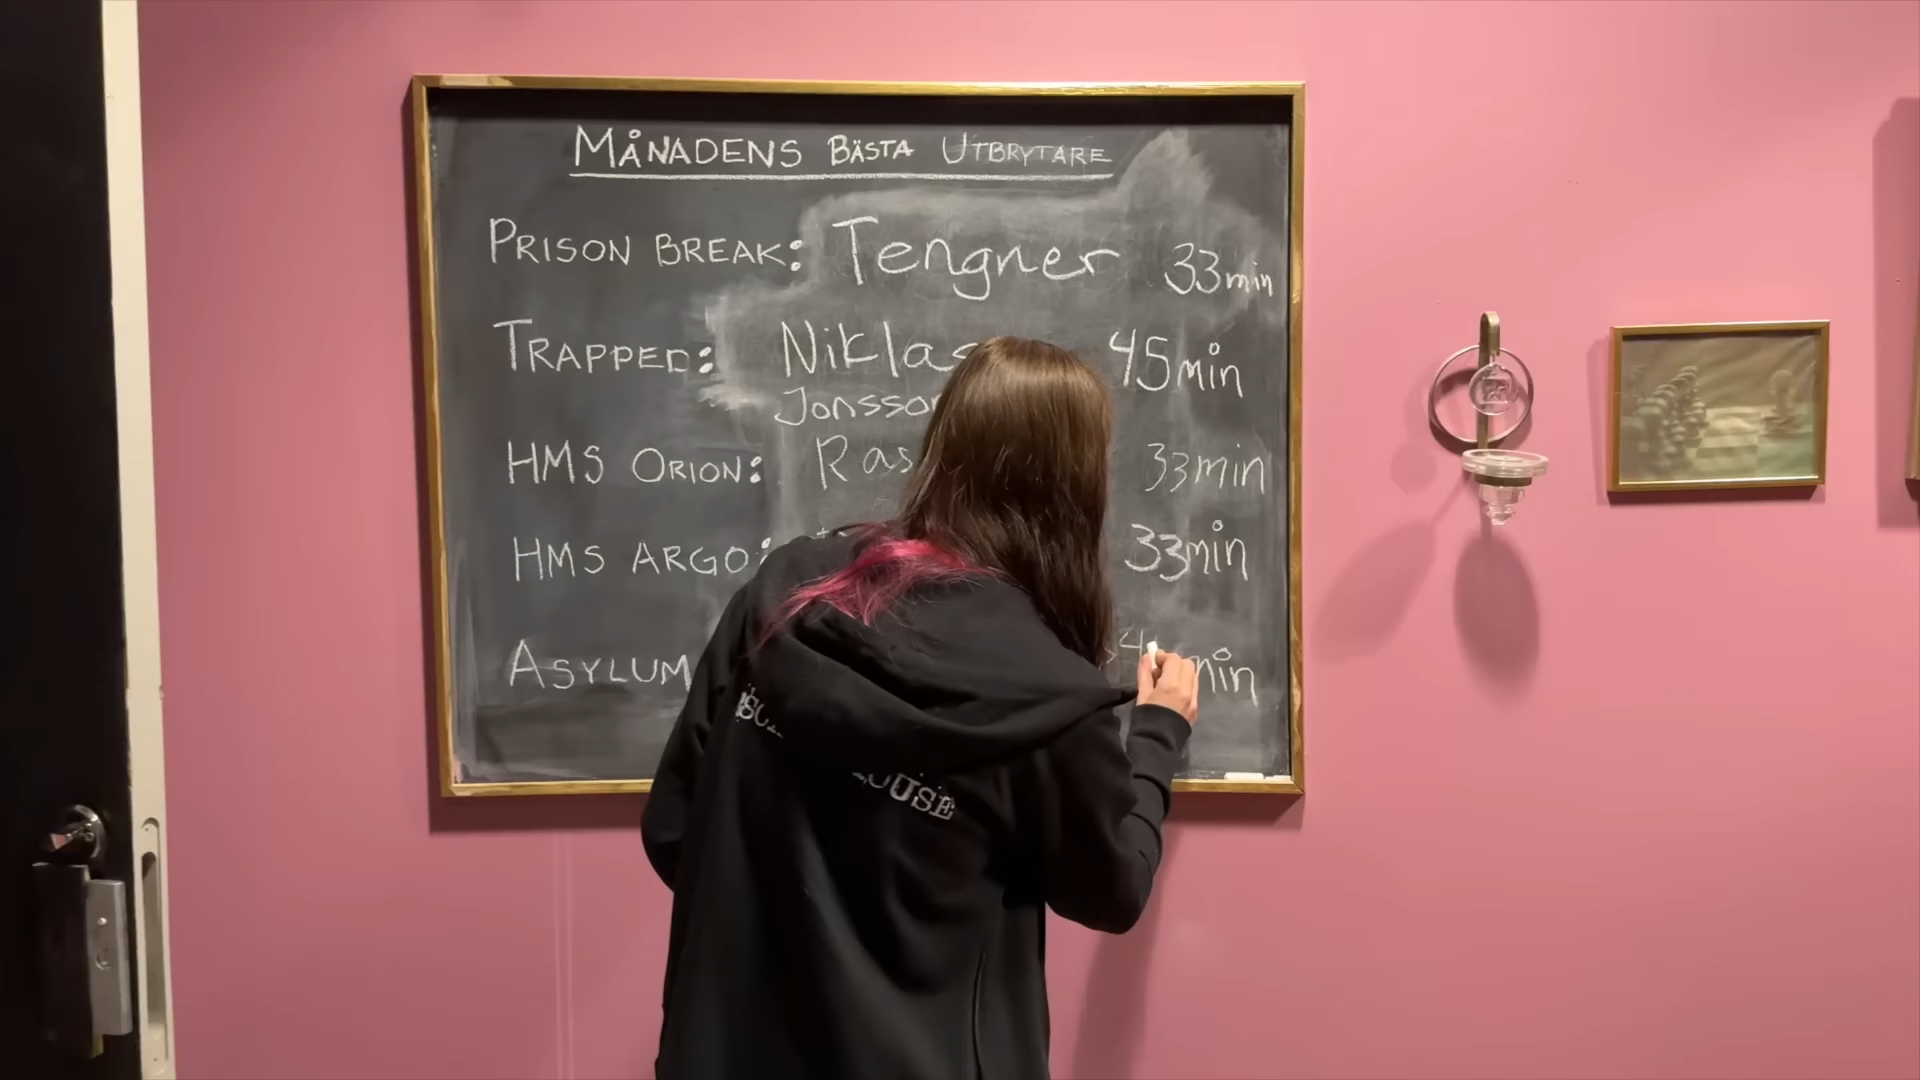 MÅNADENS BÄSTA UTBRYTARE
PRISON BREAK: Tengner 33min
TRAPPED: Niklas 45min
Jonsson
HMS ORION: 33min
HMS ARGO: 33min
ASYLUM min